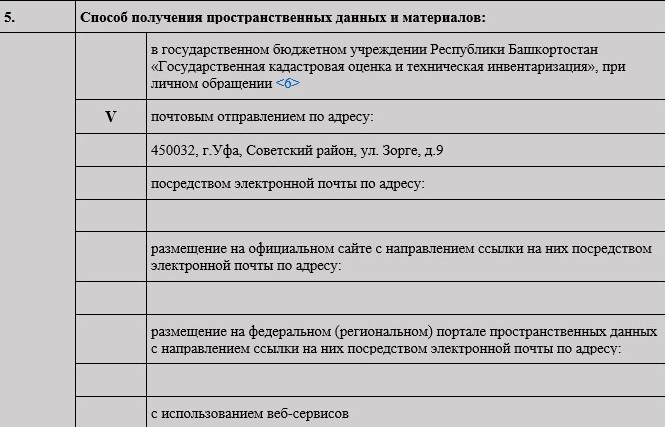 5. Способ получения пространственных данных и материалов:
в государственном бюджетном учреждении Республики Башкортостан
«Государственная кадастровая оценка и техническая инвентаризация», при
личном обращении <6>
V почтовым отправлением по адресу:
450032, г.Уфа, Советский район, ул. Зорге, д.9
посредством электронной почты по адресу:
размещение на официальном сайте с направлением ссылки на них посредством
электронной почты по адресу:
размещение на федеральном (региональном) портале пространственных данных
с направлением ссылки на них посредством электронной почты по адресу:
с использованием веб-сервисов